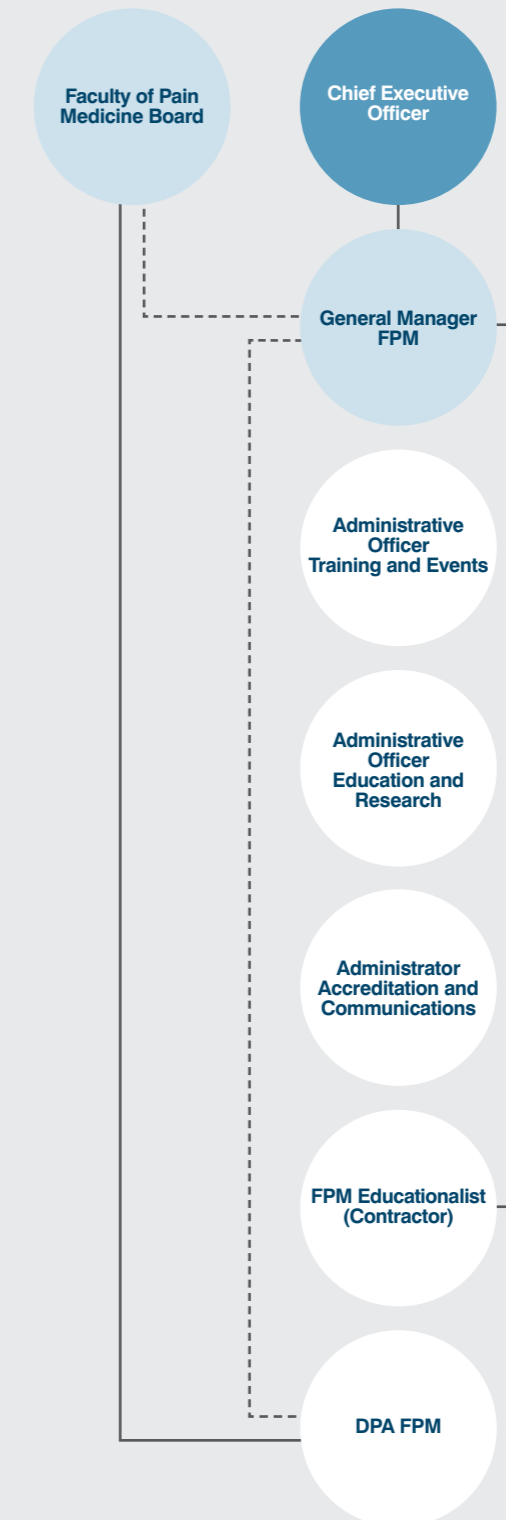 Faculty of Pain
Medicine Board
Chief Executive
Officer
General Manager
FPM
Administrative
Officer
Training and Events
Administrative
Officer
Education and
Research
Administrator
Accreditation and
Communications
FPM Educationalist
(Contractor)
DPA FPM